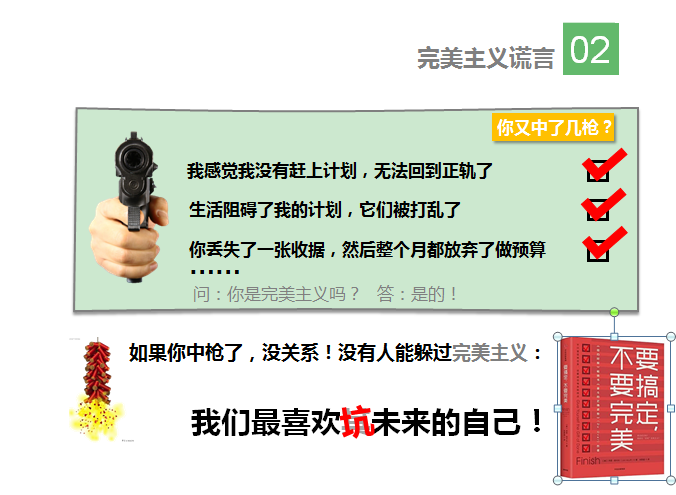 完美主义谎言
02
你又中了几枪？
我感觉我没有赶上计划，无法回到正轨了
生活阻碍了我的计划，它们被打乱了
你丢失了一张收据，然后整个月都放弃了做预算
······
问：你是完美主义吗？ 答：是的！
如果你中枪了，没关系！没有人能躲过完美主义：
我们最喜欢坑未来的自己！
要搞定，
不要完美
Finish